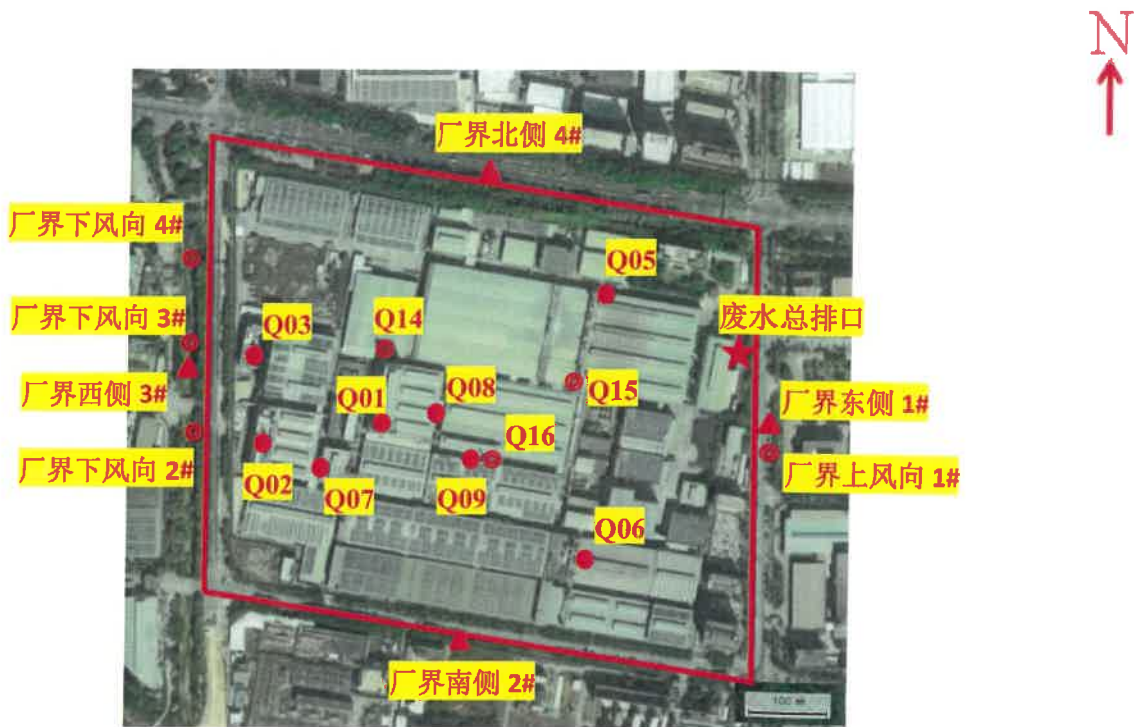 N
厂界北侧 4#
厂界下风向 4#
Q05
厂界下风向 3#
Q03
Q14
废水总排口
厂界西侧 3#
Q01
Q08
Q15
厂界东侧 1#
Q16
厂界下风向 2#
Q02
Q07
Q09
厂界上风向 1#
Q06
厂界南侧 2#
100 m